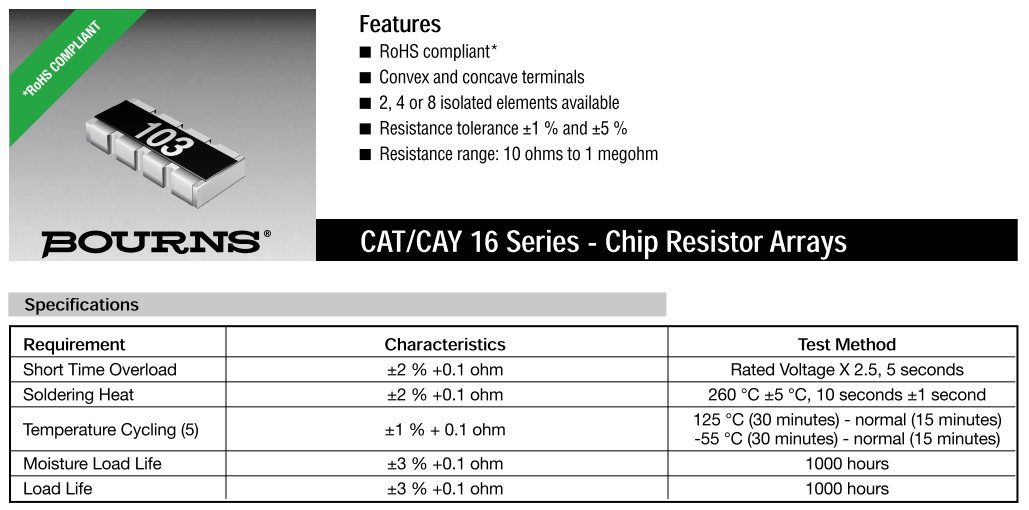 *RoHS COMPLIANT
103
BOURNS®
Features
■ RoHS compliant*
■ Convex and concave terminals
■ 2, 4 or 8 isolated elements available
■ Resistance tolerance ±1 % and ±5 %
■ Resistance range: 10 ohms to 1 megohm
CAT/CAY 16 Series - Chip Resistor Arrays
Specifications
Requirement Characteristics Test Method
Short Time Overload ±2 % +0.1 ohm Rated Voltage X 2.5, 5 seconds
Soldering Heat ±2 % +0.1 ohm 260 °C ±5 °C, 10 seconds ±1 second
Temperature Cycling (5) ±1 % + 0.1 ohm 125 °C (30 minutes) - normal (15 minutes)
-55 °C (30 minutes) - normal (15 minutes)
Moisture Load Life ±3 % +0.1 ohm 1000 hours
Load Life ±3 % +0.1 ohm 1000 hours